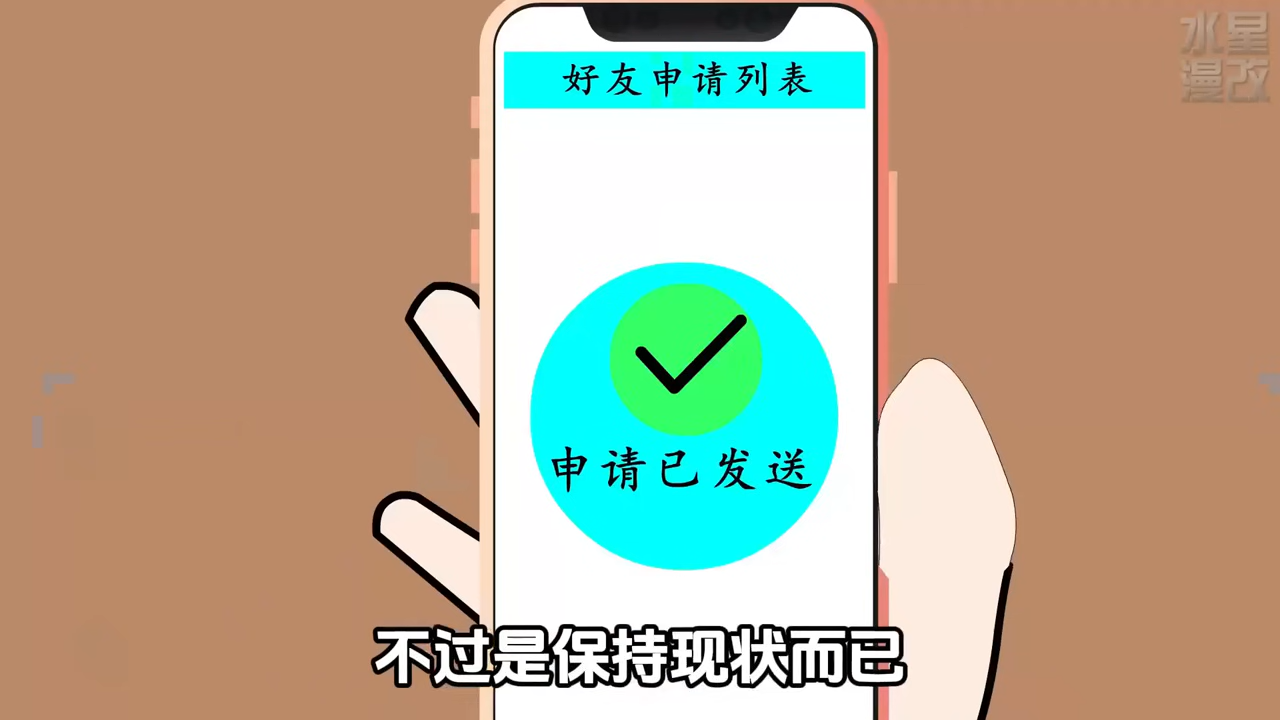 水星
漫改
好友申请列表
申请已发送
不过是保持现状而已